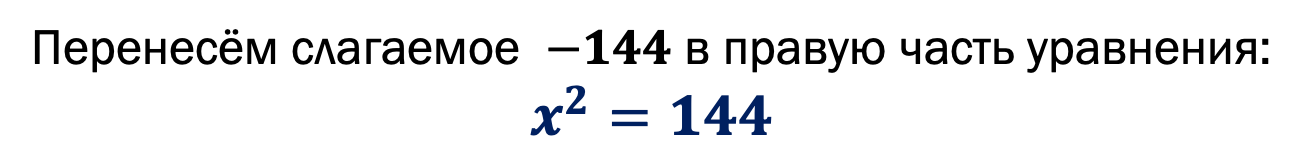 Перенесём слагаемое −144 в правую часть уравнения:
x² = 144